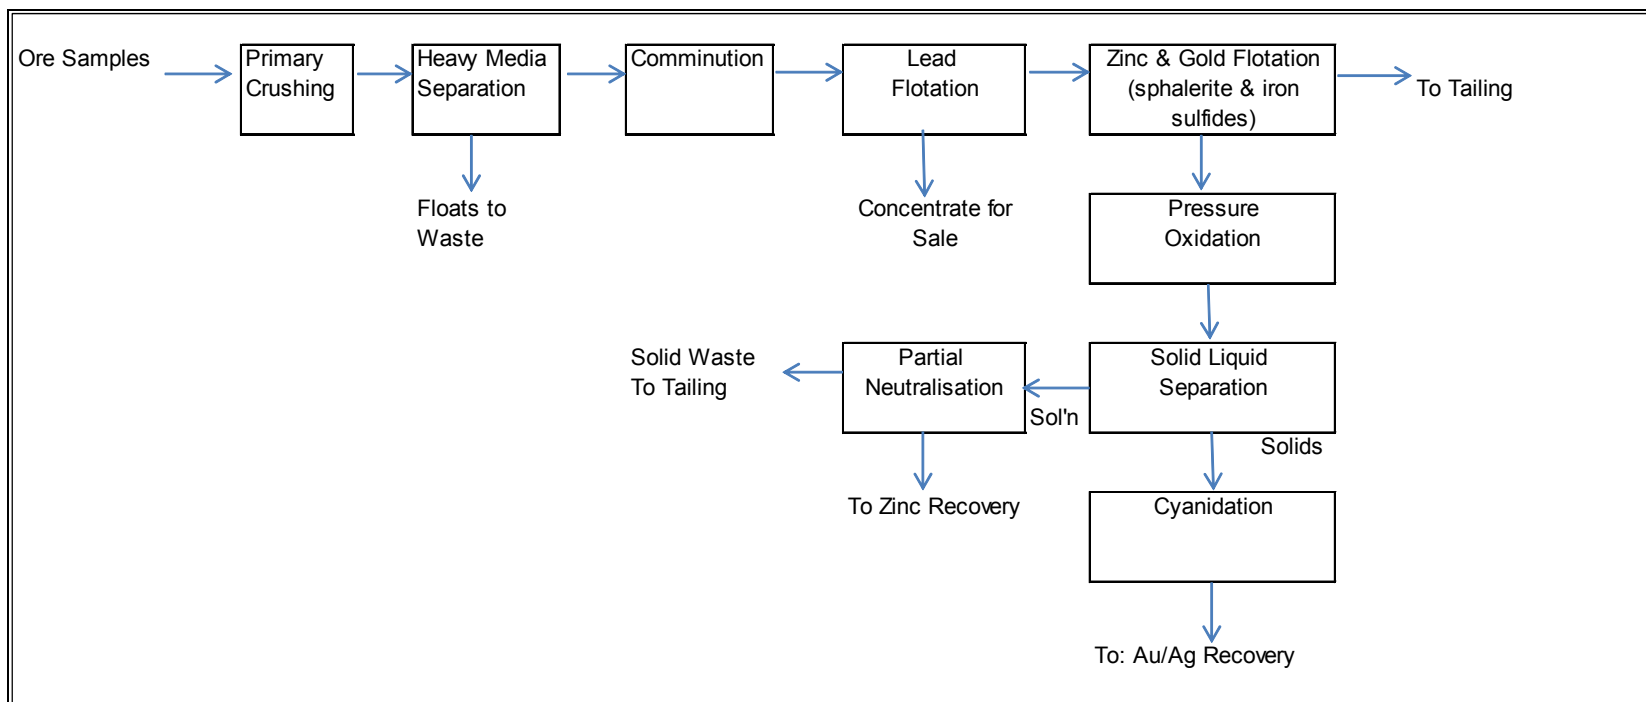 Ore Samples
Primary
Crushing
Heavy Media
Separation
Comminution
Lead
Flotation
Zinc & Gold Flotation
(sphalerite & iron
sulfides)
To Tailing
Floats to
Waste
Concentrate for
Sale
Pressure
Oxidation
Solid Waste
To Tailing
Partial
Neutralisation
Sol'n
Solid Liquid
Separation
Solids
To Zinc Recovery
Cyanidation
To: Au/Ag Recovery